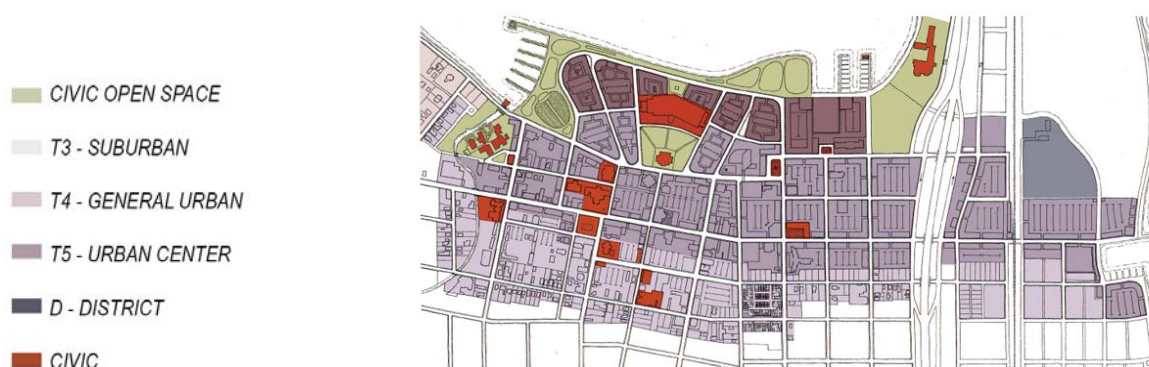 CIVIC OPEN SPACE
T3 - SUBURBAN
T4 - GENERAL URBAN
T5 - URBAN CENTER
D - DISTRICT
CIVIC